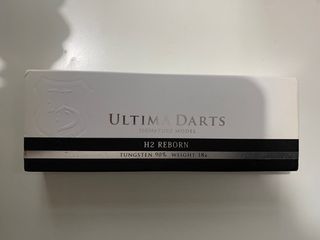 ULTIMA DARTS
SIGNATURE MODEL
H2 REBORN
TUNGSTEN 90% WEIGHT 18g